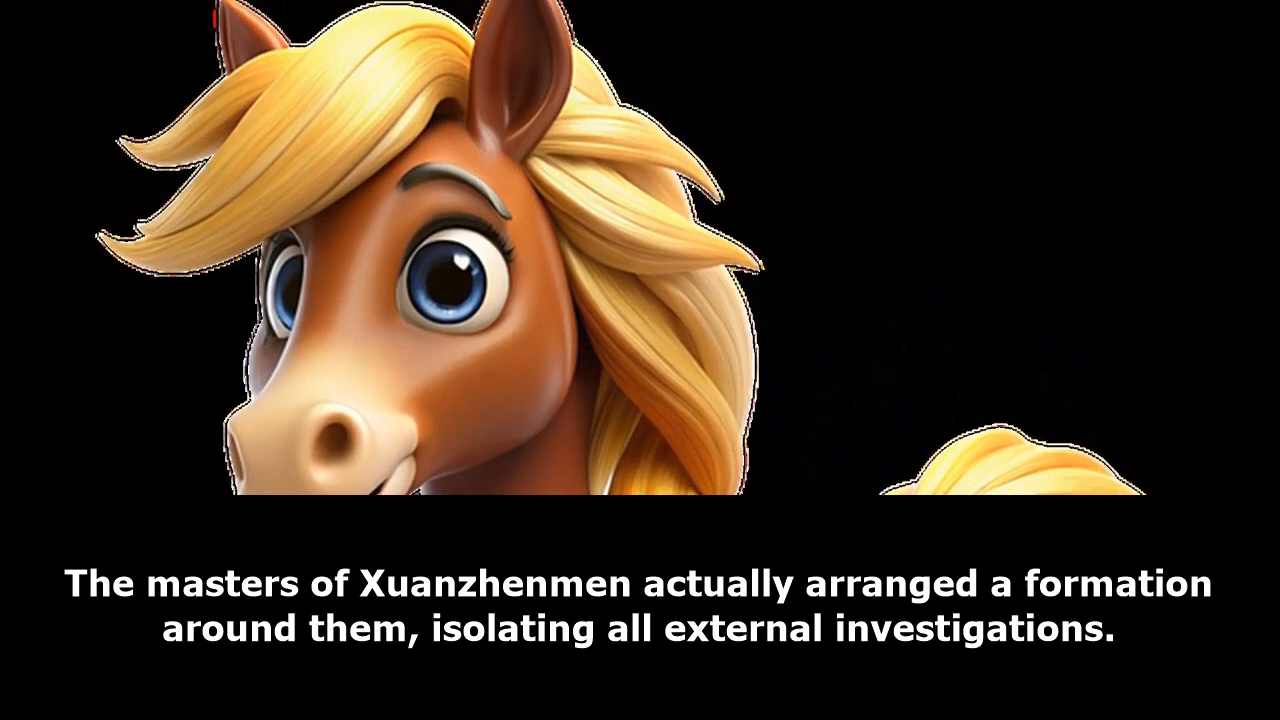 The masters of Xuanzhenmen actually arranged a formation
around them, isolating all external investigations.